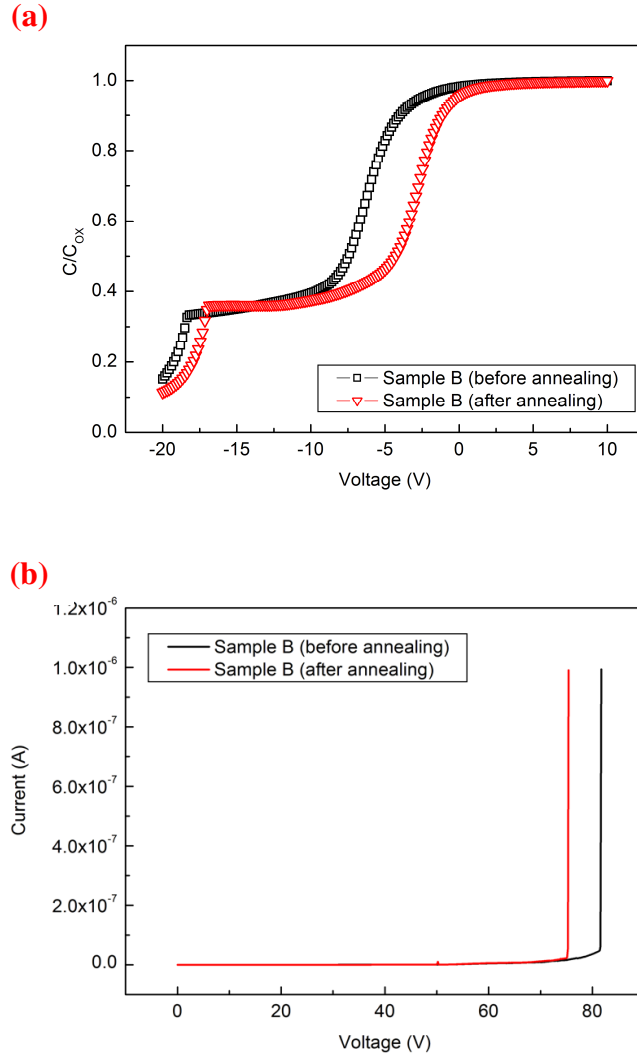 (a)
1.0
0.8
0.6
0.4
0.2
0.0
C/C_OX
Sample B (before annealing)
Sample B (after annealing)
-20 -15 -10 -5 0 5 10
Voltage (V)
(b)
1.2x10^-6
1.0x10^-6
8.0x10^-7
6.0x10^-7
4.0x10^-7
2.0x10^-7
0.0
Current (A)
Sample B (before annealing)
Sample B (after annealing)
0 20 40 60 80
Voltage (V)